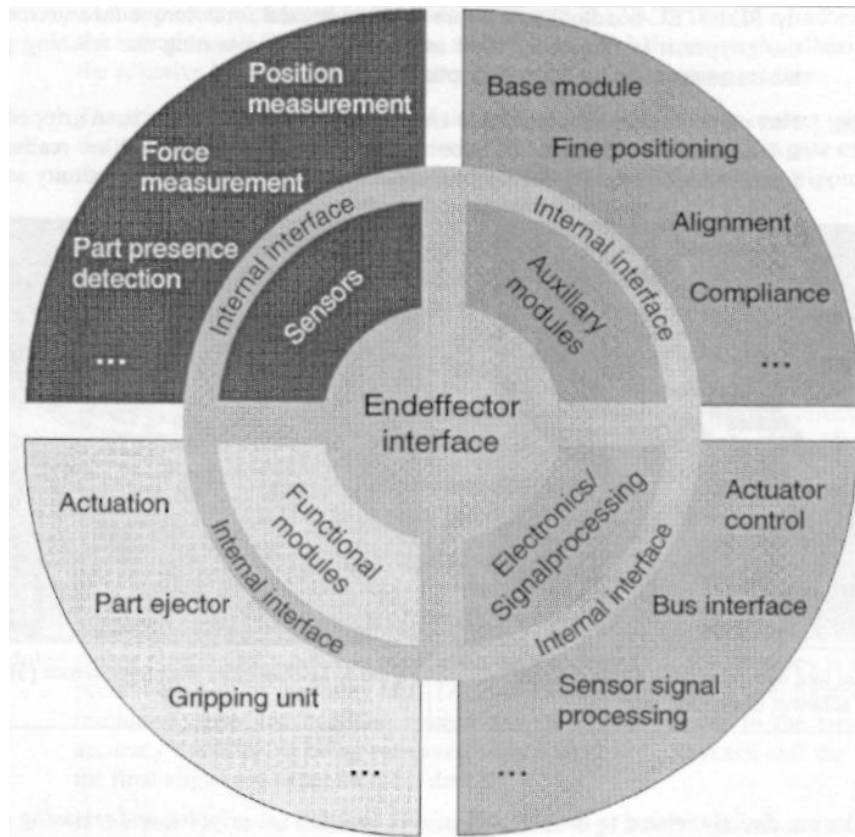 Position
measurement
Force
measurement
Part presence
detection
...
Internal interface
Sensors
Base module
Fine positioning
Alignment
Compliance
...
Internal interface
Auxiliary
modules
Endeffector
interface
Actuation
Part ejector
Gripping unit
...
Internal interface
Functional
modules
Actuator
control
Bus interface
Sensor signal
processing
...
Internal interface
Electronics/
Signalprocessing